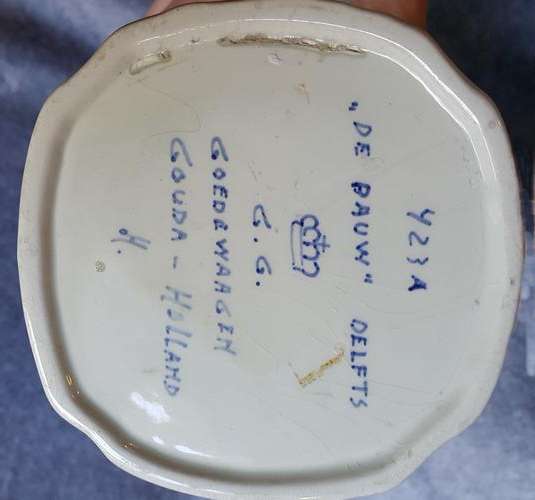 423A
„DE PAUW" DELFTS
G.G.
GOEDEWAAGEN
GOUDA - HOLLAND
H.